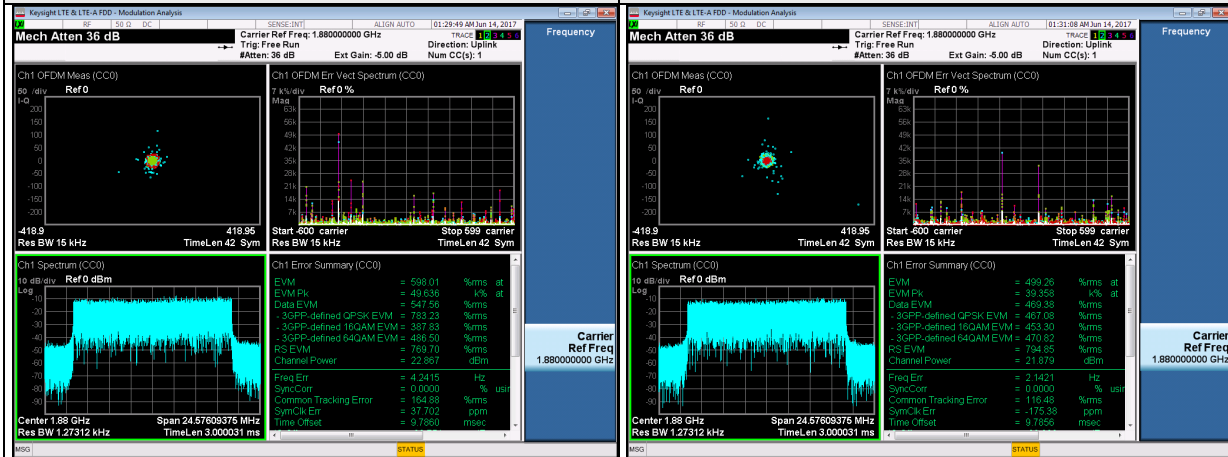 Keysight LTE & LTE-A FDD - Modulation Analysis
RF 50 Ω DC SENSE:INT ALIGN AUTO 01:29:49 AM Jun 14, 2017
Mech Atten 36 dB
Carrier Ref Freq: 1.880000000 GHz
TRACE 1 2 3 4 5 6
Trig: Free Run Direction: Uplink
#Atten: 36 dB Ext Gain: -5.00 dB Num CC(s): 1
Frequency
Ch1 OFDM Meas (CC0)
50 /div Ref 0
I-Q
200
150
100
50
0
-50
-100
-150
-200
-418.9 418.95
Res BW 15 kHz TimeLen 42 Sym
Ch1 OFDM Err Vect Spectrum (CC0)
7 k%/div Ref 0 %
Mag
63k
56k
49k
42k
35k
28k
21k
14k
7k
Start -600 carrier Stop 599 carrier
Res BW 15 kHz TimeLen 42 Sym
Ch1 Spectrum (CC0)
10 dB/div Ref 0 dBm
Log
-10
-20
-30
-40
-50
-60
-70
-80
-90
Center 1.88 GHz Span 24.57609375 MHz
Res BW 1.27312 kHz TimeLen 3.000031 ms
Ch1 Error Summary (CC0)
EVM = 598.01 %rms at
EVM Pk = 49.636 k% at
Data EVM = 547.56 %rms
- 3GPP-defined QPSK EVM = 783.23 %rms
- 3GPP-defined 16QAM EVM = 387.83 %rms
- 3GPP-defined 64QAM EVM = 486.50 %rms
RS EVM = 769.70 %rms
Channel Power = 22.867 dBm
Freq Err = 4.2415 Hz
SyncCorr = 0.0000 % usin
Common Tracking Error = 164.88 %rms
SymClk Err = 37.702 ppm
Time Offset = 9.7860 msec
Carrier
Ref Freq
1.880000000 GHz
MSG STATUS
Keysight LTE & LTE-A FDD - Modulation Analysis
RF 50 Ω DC SENSE:INT ALIGN AUTO 01:31:08 AM Jun 14, 2017
Mech Atten 36 dB
Carrier Ref Freq: 1.880000000 GHz
TRACE 1 2 3 4 5 6
Trig: Free Run Direction: Uplink
#Atten: 36 dB Ext Gain: -5.00 dB Num CC(s): 1
Frequency
Ch1 OFDM Meas (CC0)
50 /div Ref 0
I-Q
200
150
100
50
0
-50
-100
-150
-200
-418.9 418.95
Res BW 15 kHz TimeLen 42 Sym
Ch1 OFDM Err Vect Spectrum (CC0)
7 k%/div Ref 0 %
Mag
63k
56k
49k
42k
35k
28k
21k
14k
7k
Start -600 carrier Stop 599 carrier
Res BW 15 kHz TimeLen 42 Sym
Ch1 Spectrum (CC0)
10 dB/div Ref 0 dBm
Log
-10
-20
-30
-40
-50
-60
-70
-80
-90
Center 1.88 GHz Span 24.57609375 MHz
Res BW 1.27312 kHz TimeLen 3.000031 ms
Ch1 Error Summary (CC0)
EVM = 499.26 %rms at
EVM Pk = 39.358 k% at
Data EVM = 469.38 %rms
- 3GPP-defined QPSK EVM = 467.08 %rms
- 3GPP-defined 16QAM EVM = 453.30 %rms
- 3GPP-defined 64QAM EVM = 470.82 %rms
RS EVM = 794.85 %rms
Channel Power = 21.879 dBm
Freq Err = 2.1421 Hz
SyncCorr = 0.0000 % usin
Common Tracking Error = 116.48 %rms
SymClk Err = -175.38 ppm
Time Offset = 9.7856 msec
Carrier
Ref Freq
1.880000000 GHz
MSG STATUS